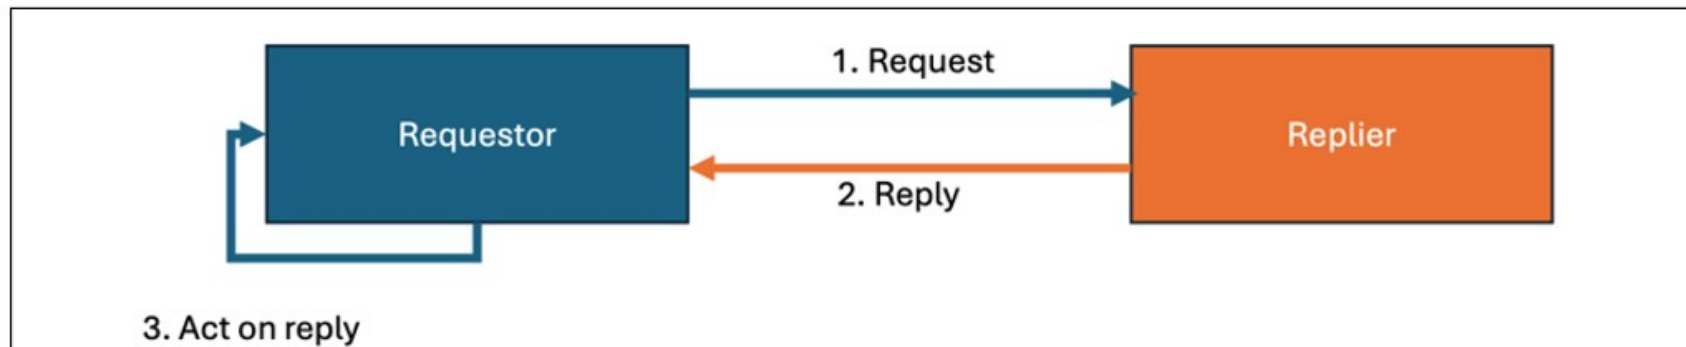 1. Request
Requestor
Replier
2. Reply
3. Act on reply